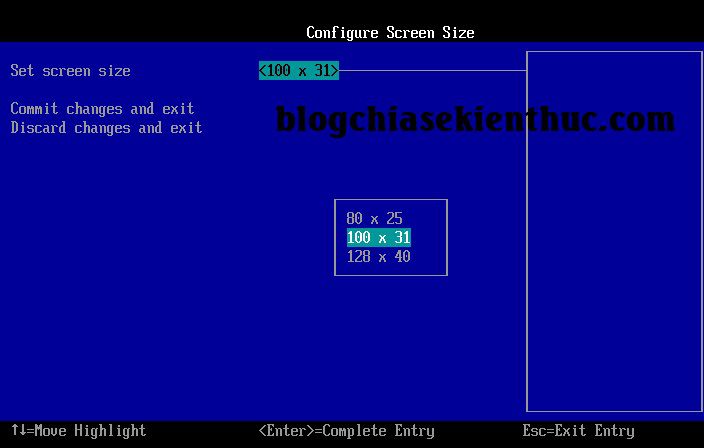 Configure Screen Size
Set screen size <100 x 31>
Commit changes and exit
Discard changes and exit
blogchiasekienthuc.com
80 x 25
100 x 31
128 x 40
↑↓=Move Highlight <Enter>=Complete Entry Esc=Exit Entry